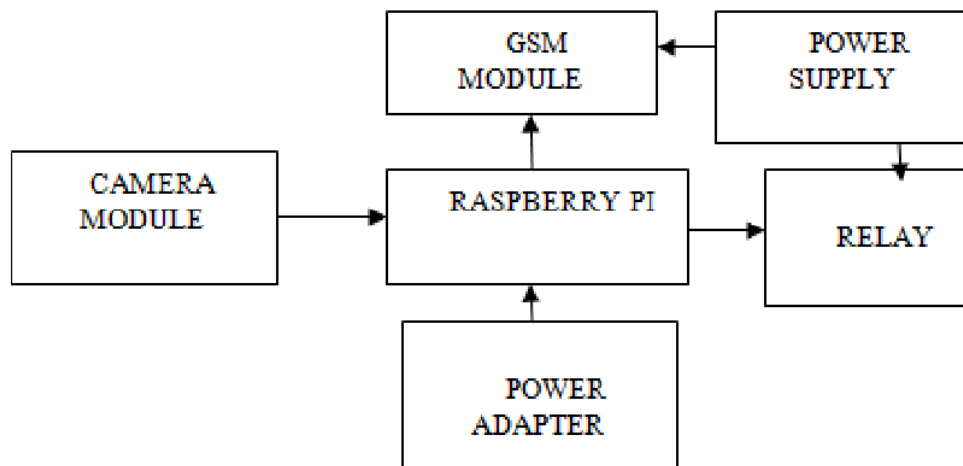 GSM
MODULE
POWER
SUPPLY
CAMERA
MODULE
RASPBERRY PI
RELAY
POWER
ADAPTER